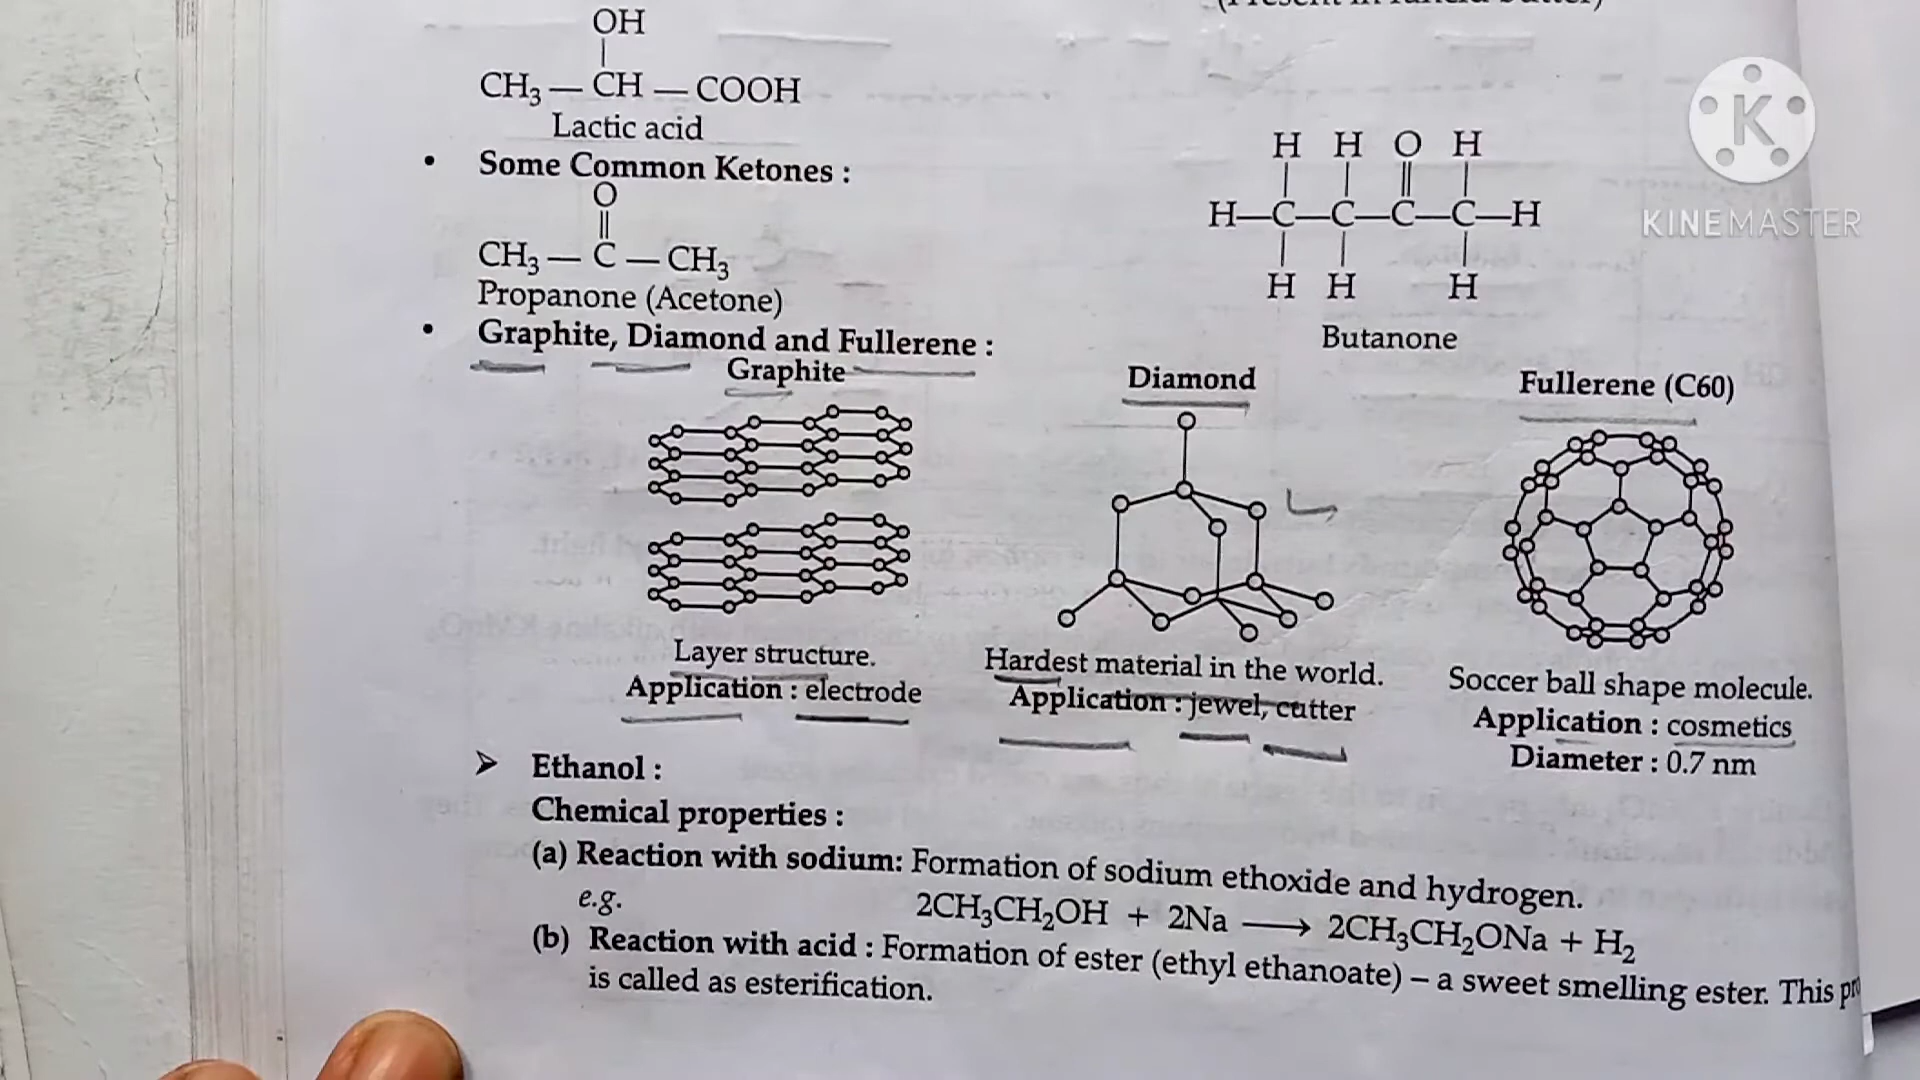 (Present in rancid butter)
OH
|
CH₃ — CH — COOH
Lactic acid
• Some Common Ketones :
O
||
CH₃ — C — CH₃
Propanone (Acetone)
H H O H
H—C—C—C—C—H
H H H
Butanone
• Graphite, Diamond and Fullerene :
Graphite
Layer structure.
Application : electrode
Diamond
Hardest material in the world.
Application : jewel, cutter
Fullerene (C60)
Soccer ball shape molecule.
Application : cosmetics
Diameter : 0.7 nm
➤ Ethanol :
Chemical properties :
(a) Reaction with sodium: Formation of sodium ethoxide and hydrogen.
e.g. 2CH₃CH₂OH + 2Na ⟶ 2CH₃CH₂ONa + H₂
(b) Reaction with acid : Formation of ester (ethyl ethanoate) – a sweet smelling ester. This
is called as esterification.
K
KINEMASTER